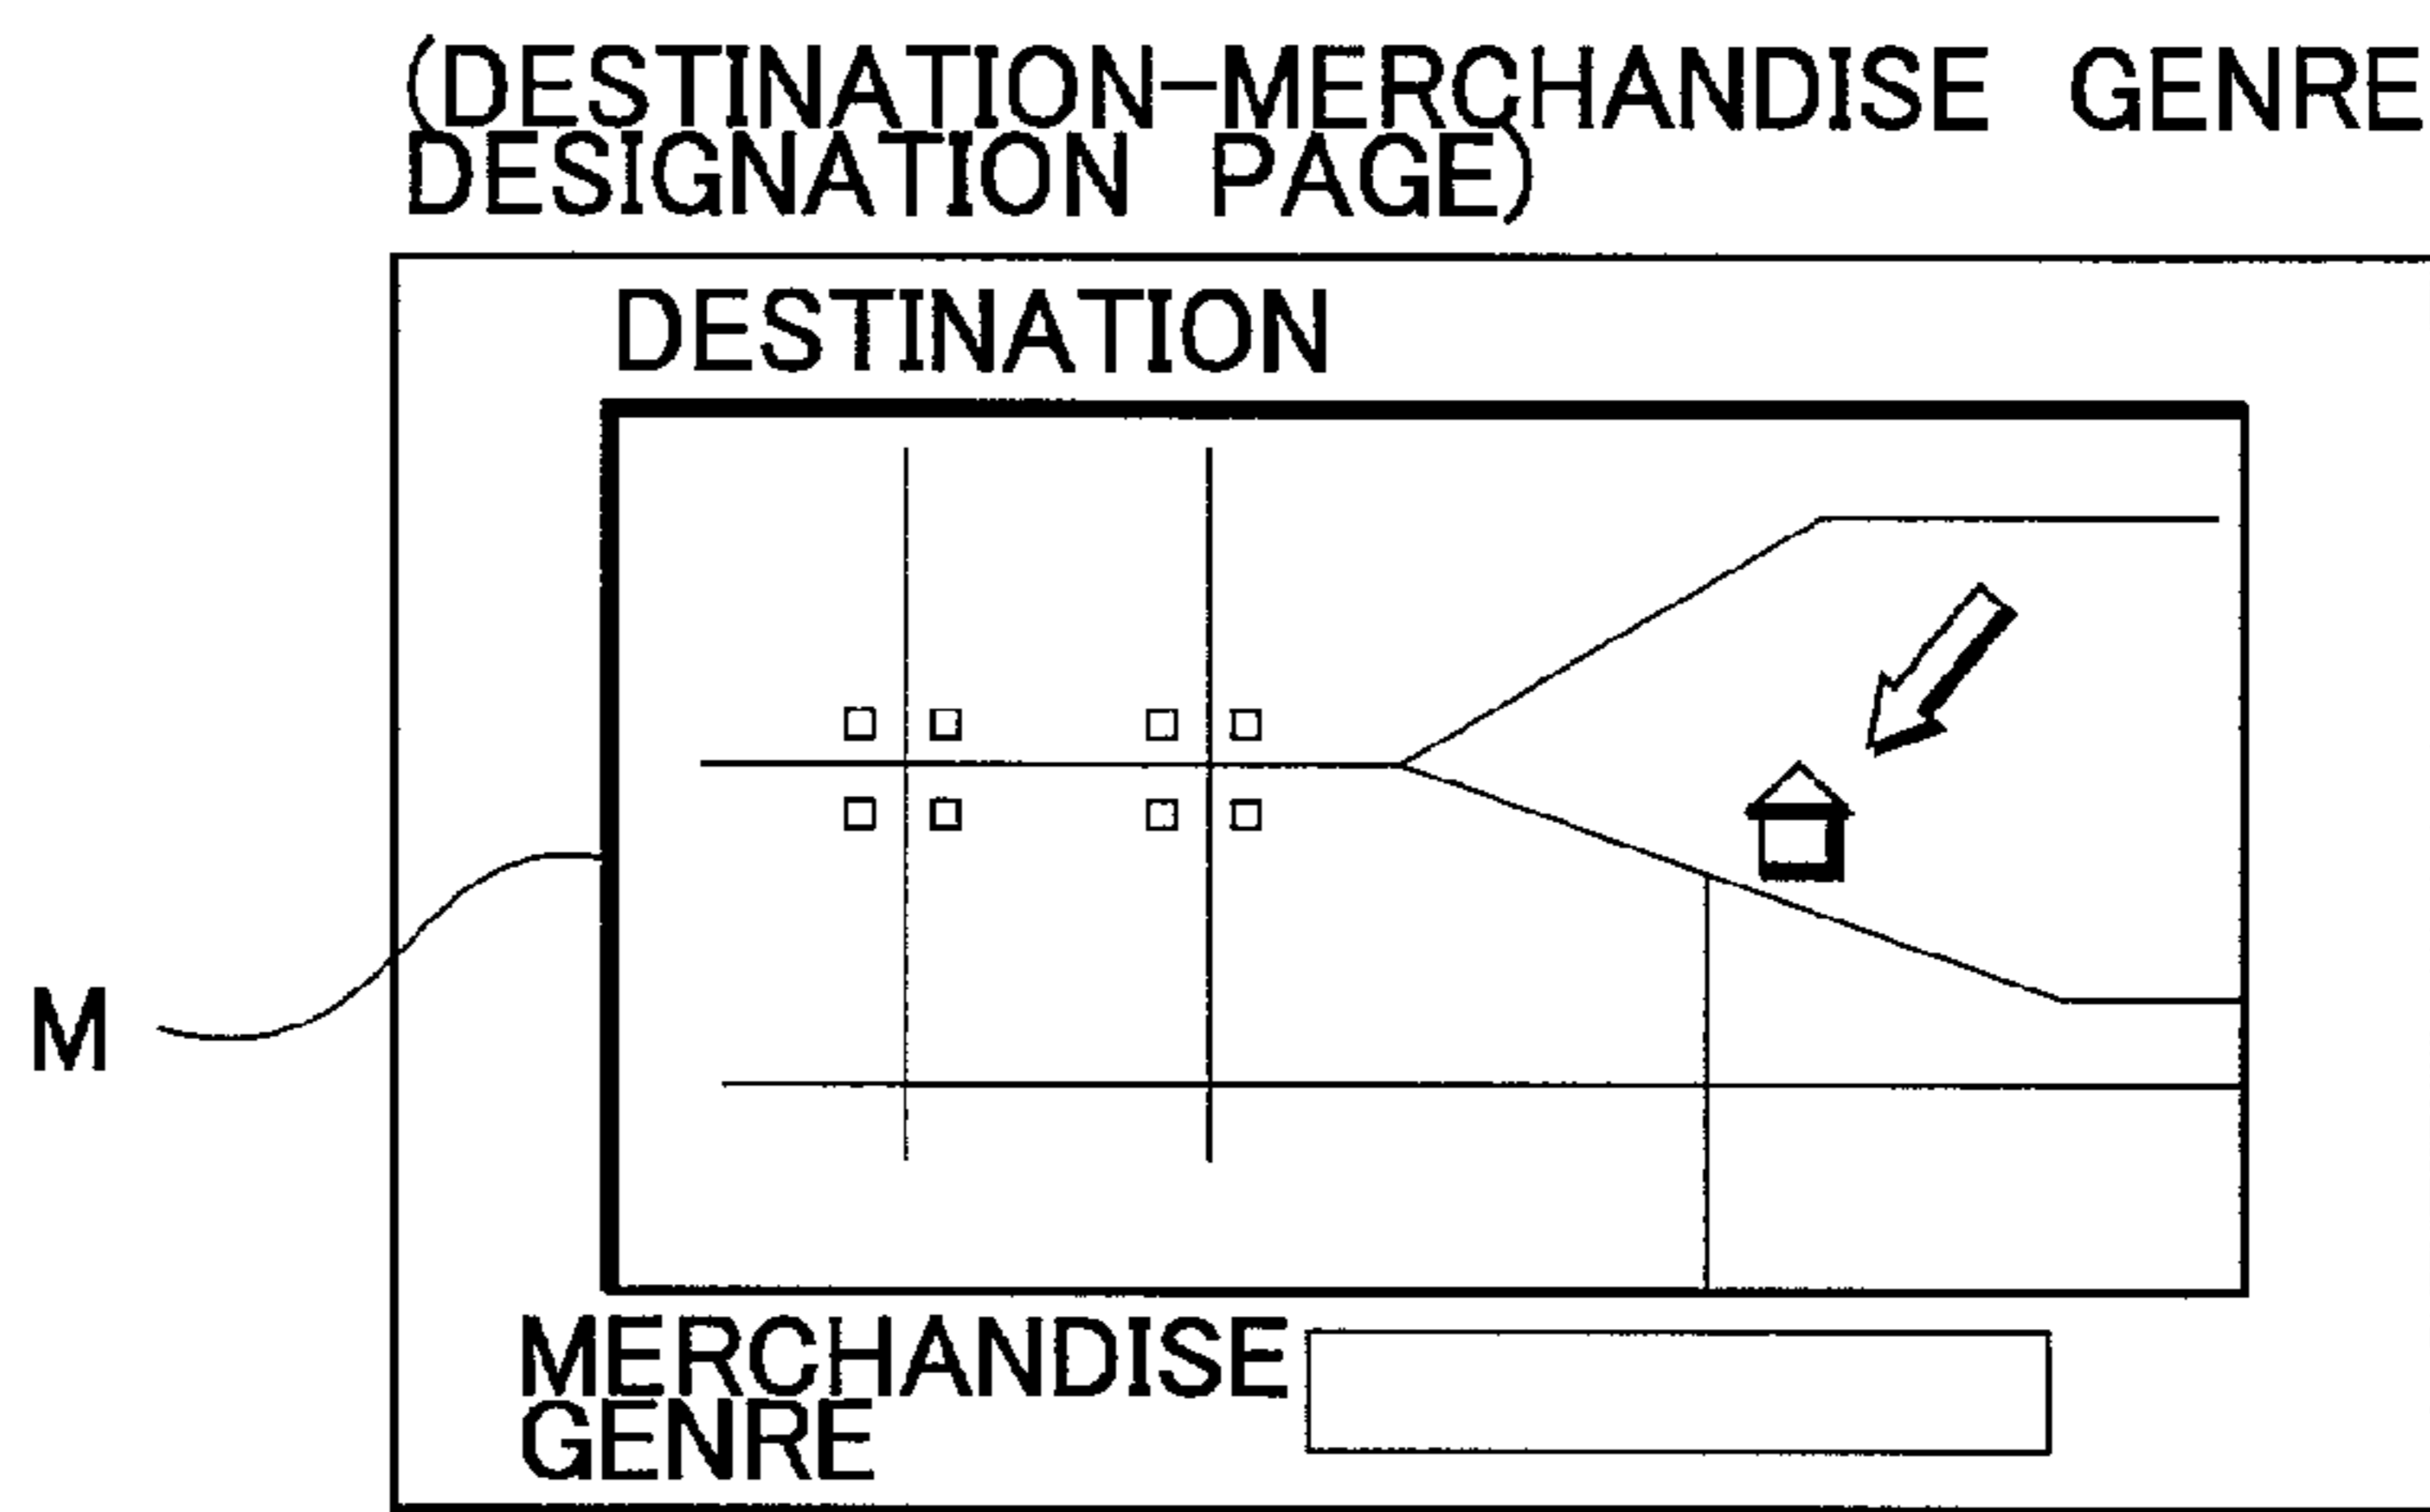 (DESTINATION-MERCHANDISE GENRE
DESIGNATION PAGE)
DESTINATION
M
MERCHANDISE
GENRE